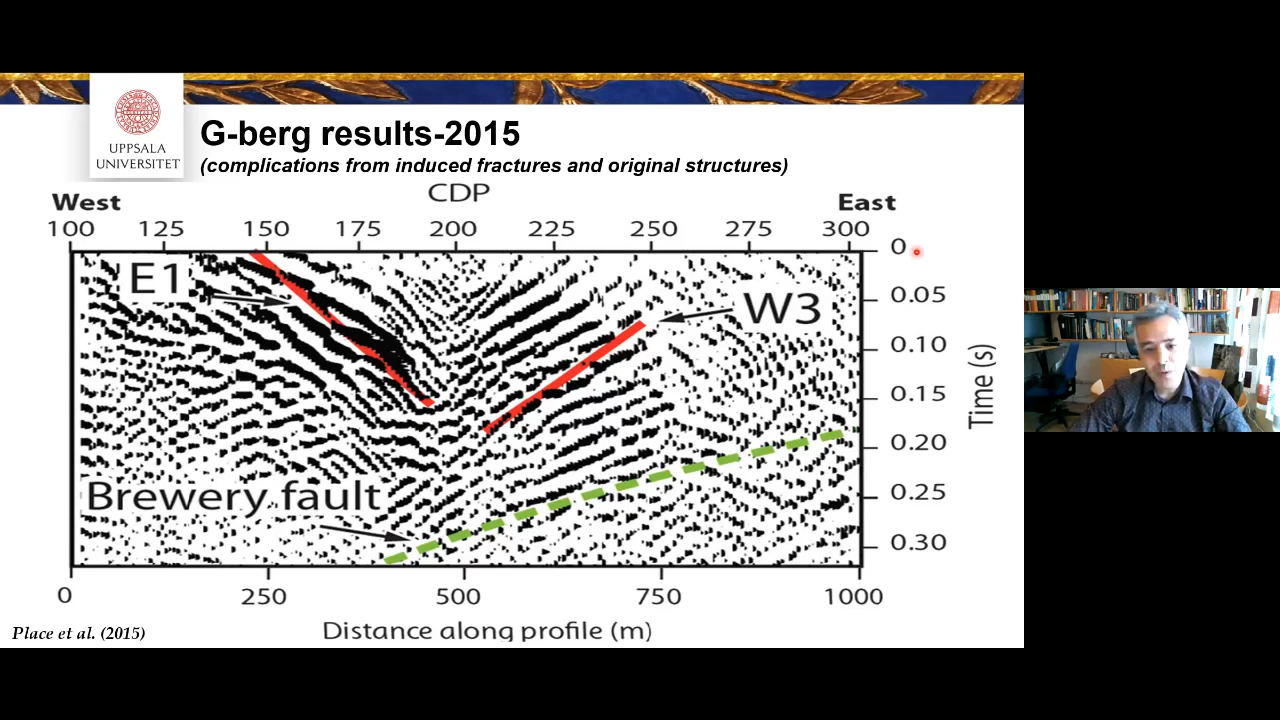 UPPSALA
UNIVERSITET
G-berg results-2015
(complications from induced fractures and original structures)
CDP
West
East
100 125 150 175 200 225 250 275 300
0
E1
0.05
W3
0.10
Time (s)
0.15
0.20
0.25
Brewery fault
0.30
0 250 500 750 1000
Distance along profile (m)
Place et al. (2015)